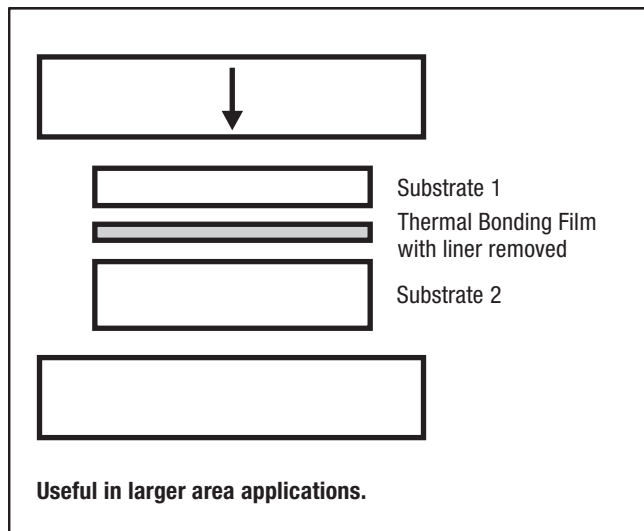 Substrate 1
Thermal Bonding Film
with liner removed
Substrate 2
Useful in larger area applications.